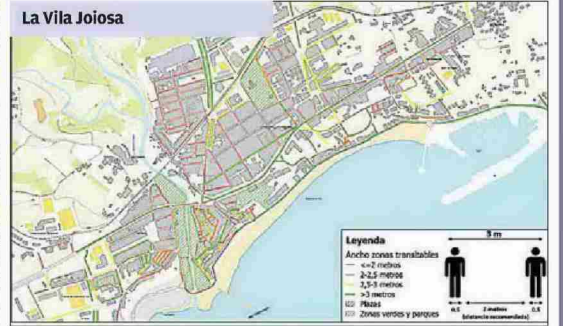 La Vila Joiosa
Leyenda
Ancho zonas transitables
<=2 metros
2-2,5 metros
2,5-3 metros
>3 metros
Plazas
Zonas verdes y parques
3 m
0,5 2 metros 0,5
(distancia recomendada)